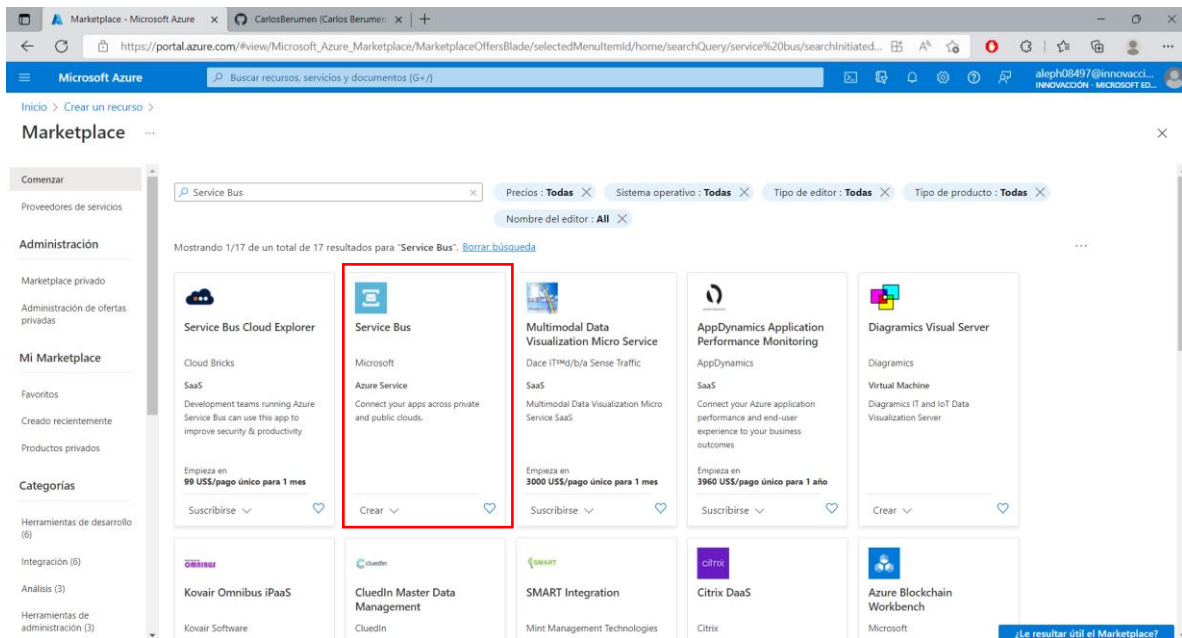 Marketplace - Microsoft Azure
CarlosBerumen (Carlos Berumen
https://portal.azure.com/#view/Microsoft_Azure_Marketplace/MarketplaceOffersBlade/selectedMenuItemId/home/searchQuery/service%20bus/searchInitiated...
Microsoft Azure
Buscar recursos, servicios y documentos (G+/)
aleph08497@innovacci...
INNOVACCIÓN - MICROSOFT ED...
Inicio > Crear un recurso >
Marketplace ...
Comenzar
Proveedores de servicios
Administración
Marketplace privado
Administración de ofertas
privadas
Mi Marketplace
Favoritos
Creado recientemente
Productos privados
Categorías
Herramientas de desarrollo
(6)
Integración (6)
Análisis (3)
Herramientas de
administración (3)
Service Bus
Precios : Todas
Sistema operativo : Todas
Tipo de editor : Todas
Tipo de producto : Todas
Nombre del editor : All
Mostrando 1/17 de un total de 17 resultados para "Service Bus". Borrar búsqueda
Service Bus Cloud Explorer
Cloud Bricks
SaaS
Development teams running Azure
Service Bus can use this app to
improve security & productivity
Empieza en
99 US$/pago único para 1 mes
Suscribirse
Service Bus
Microsoft
Azure Service
Connect your apps across private
and public clouds.
Crear
Multimodal Data
Visualization Micro Service
Dace IT™d/b/a Sense Traffic
SaaS
Multimodal Data Visualization Micro
Service SaaS
Empieza en
3000 US$/pago único para 1 mes
Suscribirse
AppDynamics Application
Performance Monitoring
AppDynamics
SaaS
Connect your Azure application
performance and end-user
experience to your business
outcomes
Empieza en
3960 US$/pago único para 1 año
Suscribirse
Diagramics Visual Server
Diagramics
Virtual Machine
Diagramics IT and IoT Data
Visualization Server
Crear
OMNIBUS
Kovair Omnibus iPaaS
Kovair Software
cluedin
CluedIn Master Data
Management
CluedIn
SMART
SMART Integration
Mint Management Technologies
citrix
Citrix DaaS
Citrix
Azure Blockchain
Workbench
Microsoft
¿Le resultar útil el Marketplace?